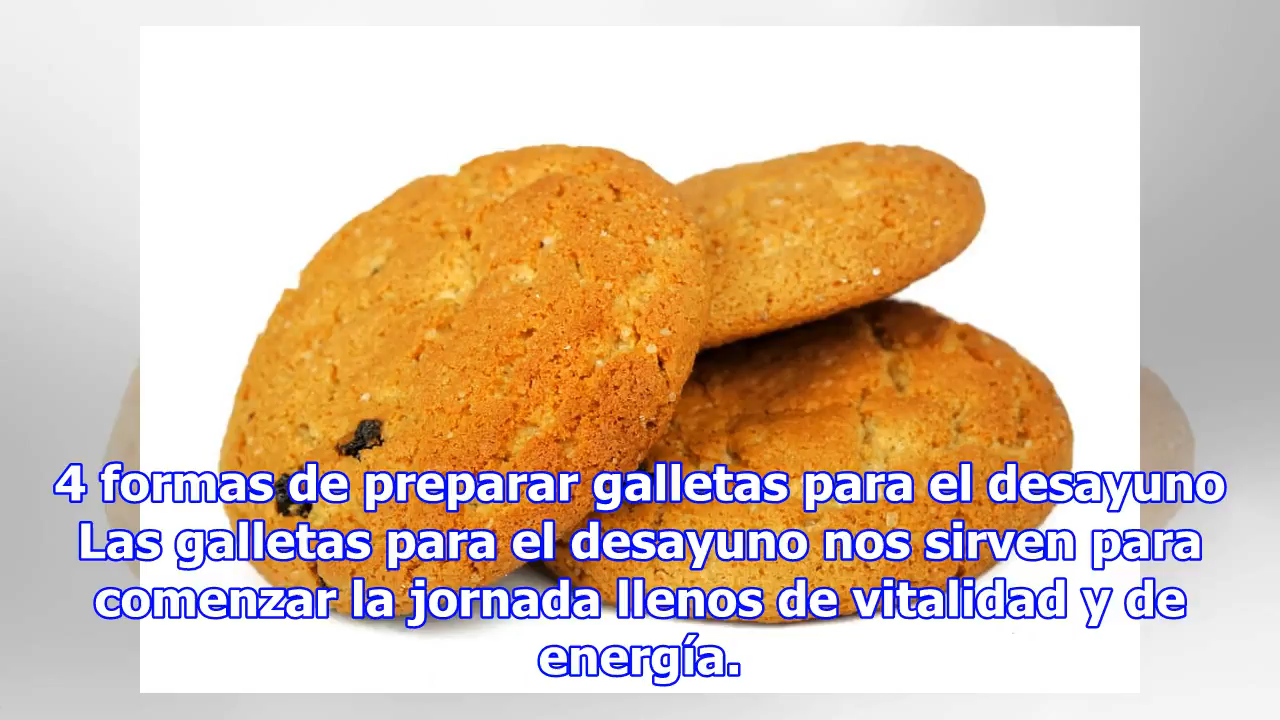 4 formas de preparar galletas para el desayuno
Las galletas para el desayuno nos sirven para
comenzar la jornada llenos de vitalidad y de
energía.